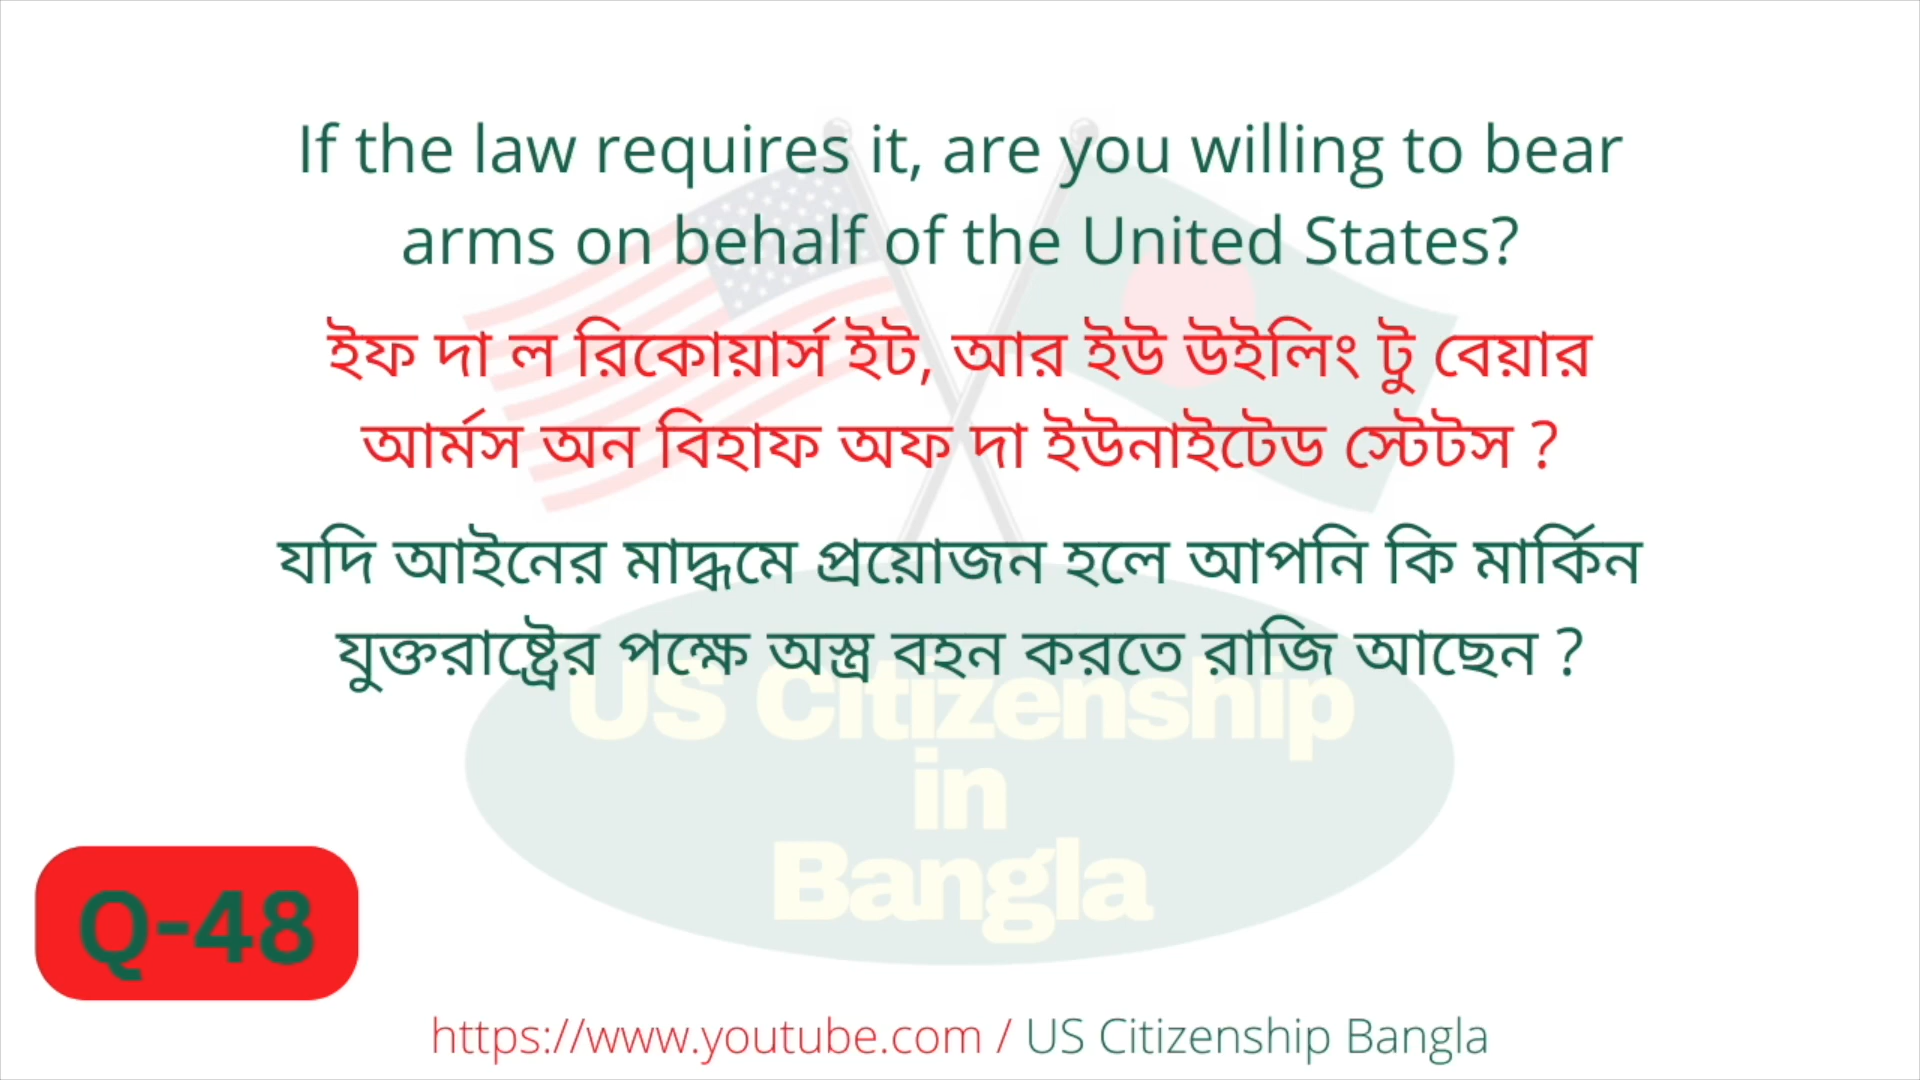 If the law requires it, are you willing to bear
arms on behalf of the United States?
ইফ দা ল রিকোয়ার্স ইট, আর ইউ উইলিং টু বেয়ার
আর্মস অন বিহাফ অফ দা ইউনাইটেড স্টেটস ?
যদি আইনের মাদ্ধমে প্রয়োজন হলে আপনি কি মার্কিন
যুক্তরাষ্ট্রের পক্ষে অস্ত্র বহন করতে রাজি আছেন ?
US Citizenship
in
Bangla
Q-48
https://www.youtube.com / US Citizenship Bangla